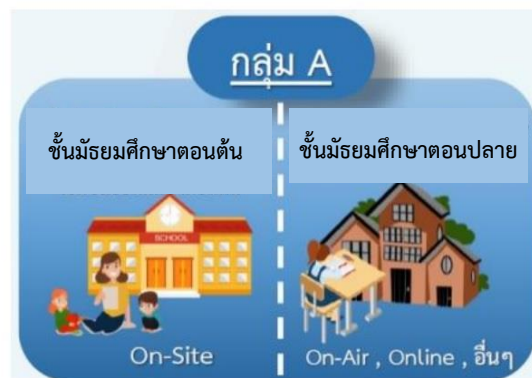 กลุ่ม A
ชั้นมัธยมศึกษาตอนต้น
ชั้นมัธยมศึกษาตอนปลาย
SCHOOL
On-Site
On-Air , Online , อื่นๆ